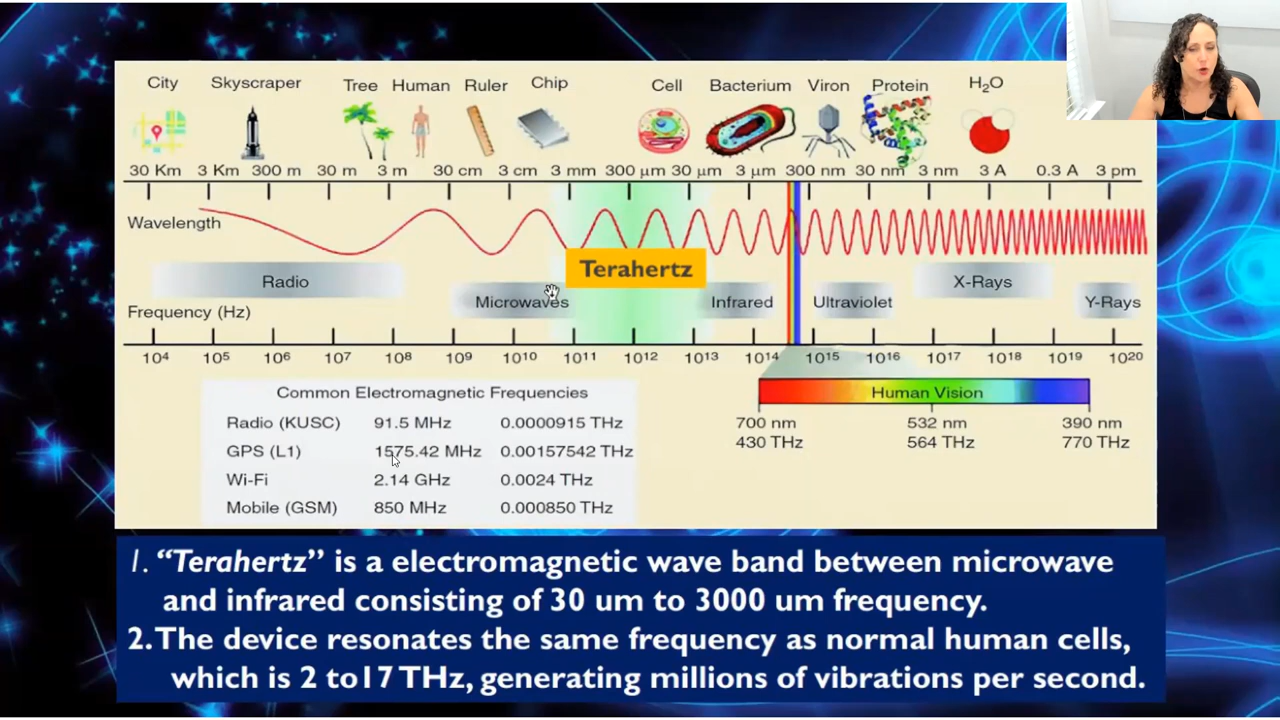 City Skyscraper Tree Human Ruler Chip Cell Bacterium Viron Protein H₂O
30 Km 3 Km 300 m 30 m 3 m 30 cm 3 cm 3 mm 300 µm 30 µm 3 µm 300 nm 30 nm 3 nm 3 A 0.3 A 3 pm
Wavelength
Terahertz
Radio Microwaves Infrared Ultraviolet X-Rays Y-Rays
Frequency (Hz)
10⁴ 10⁵ 10⁶ 10⁷ 10⁸ 10⁹ 10¹⁰ 10¹¹ 10¹² 10¹³ 10¹⁴ 10¹⁵ 10¹⁶ 10¹⁷ 10¹⁸ 10¹⁹ 10²⁰
Common Electromagnetic Frequencies
Radio (KUSC) 91.5 MHz 0.0000915 THz
GPS (L1) 1575.42 MHz 0.00157542 THz
Wi-Fi 2.14 GHz 0.0024 THz
Mobile (GSM) 850 MHz 0.000850 THz
Human Vision
700 nm 532 nm 390 nm
430 THz 564 THz 770 THz
1. “Terahertz” is a electromagnetic wave band between microwave
and infrared consisting of 30 um to 3000 um frequency.
2. The device resonates the same frequency as normal human cells,
which is 2 to17 THz, generating millions of vibrations per second.